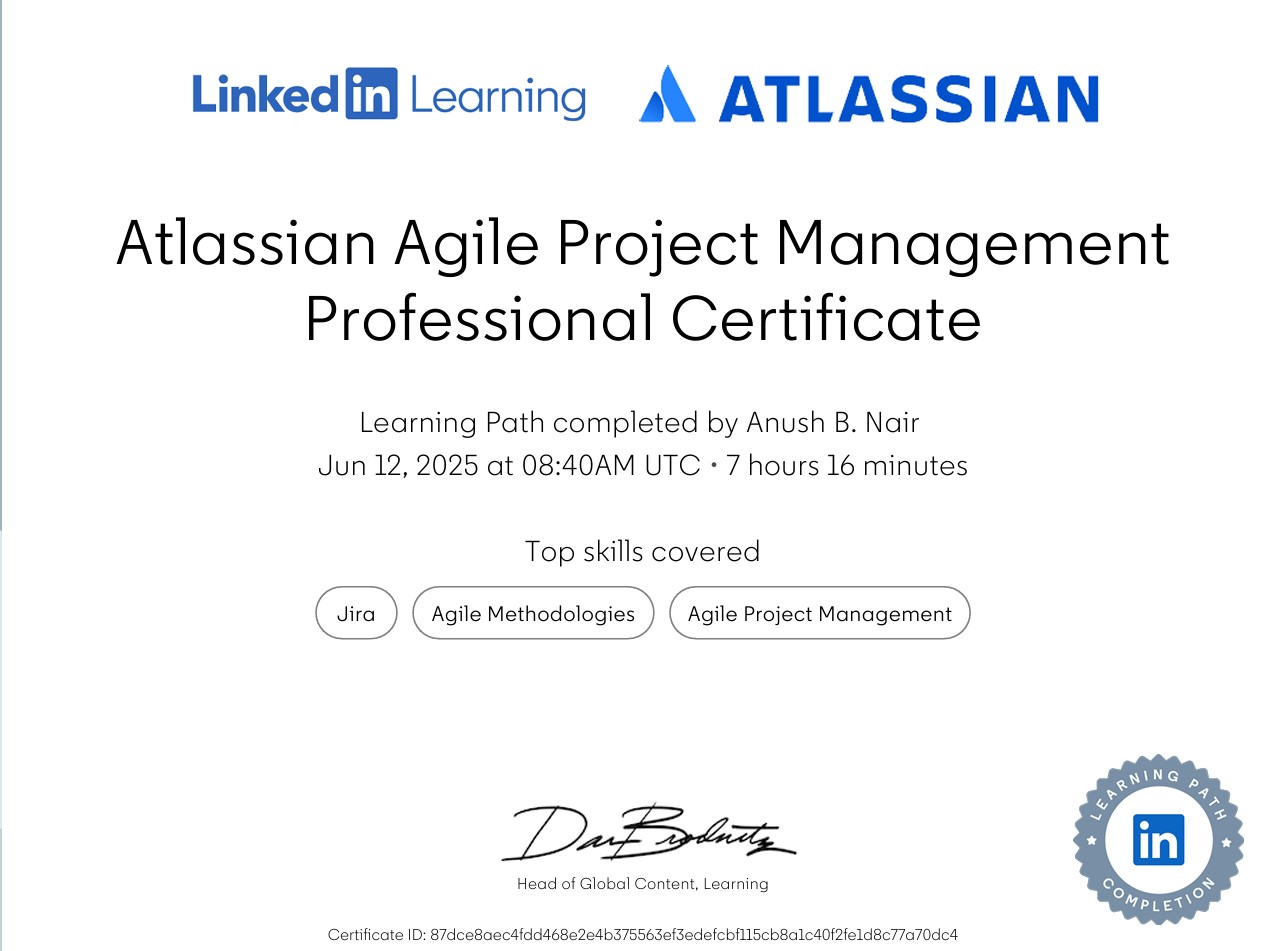 Linked in Learning ATLASSIAN
Atlassian Agile Project Management
Professional Certificate
Learning Path completed by Anush B. Nair
Jun 12, 2025 at 08:40AM UTC • 7 hours 16 minutes
Top skills covered
Jira Agile Methodologies Agile Project Management
Dan Brodnitz
Head of Global Content, Learning
LEARNING PATH
in
COMPLETION
Certificate ID: 87dce8aec4fdd468e2e4b375563ef3edefcbf115cb8a1c40f2fe1d8c77a70dc4